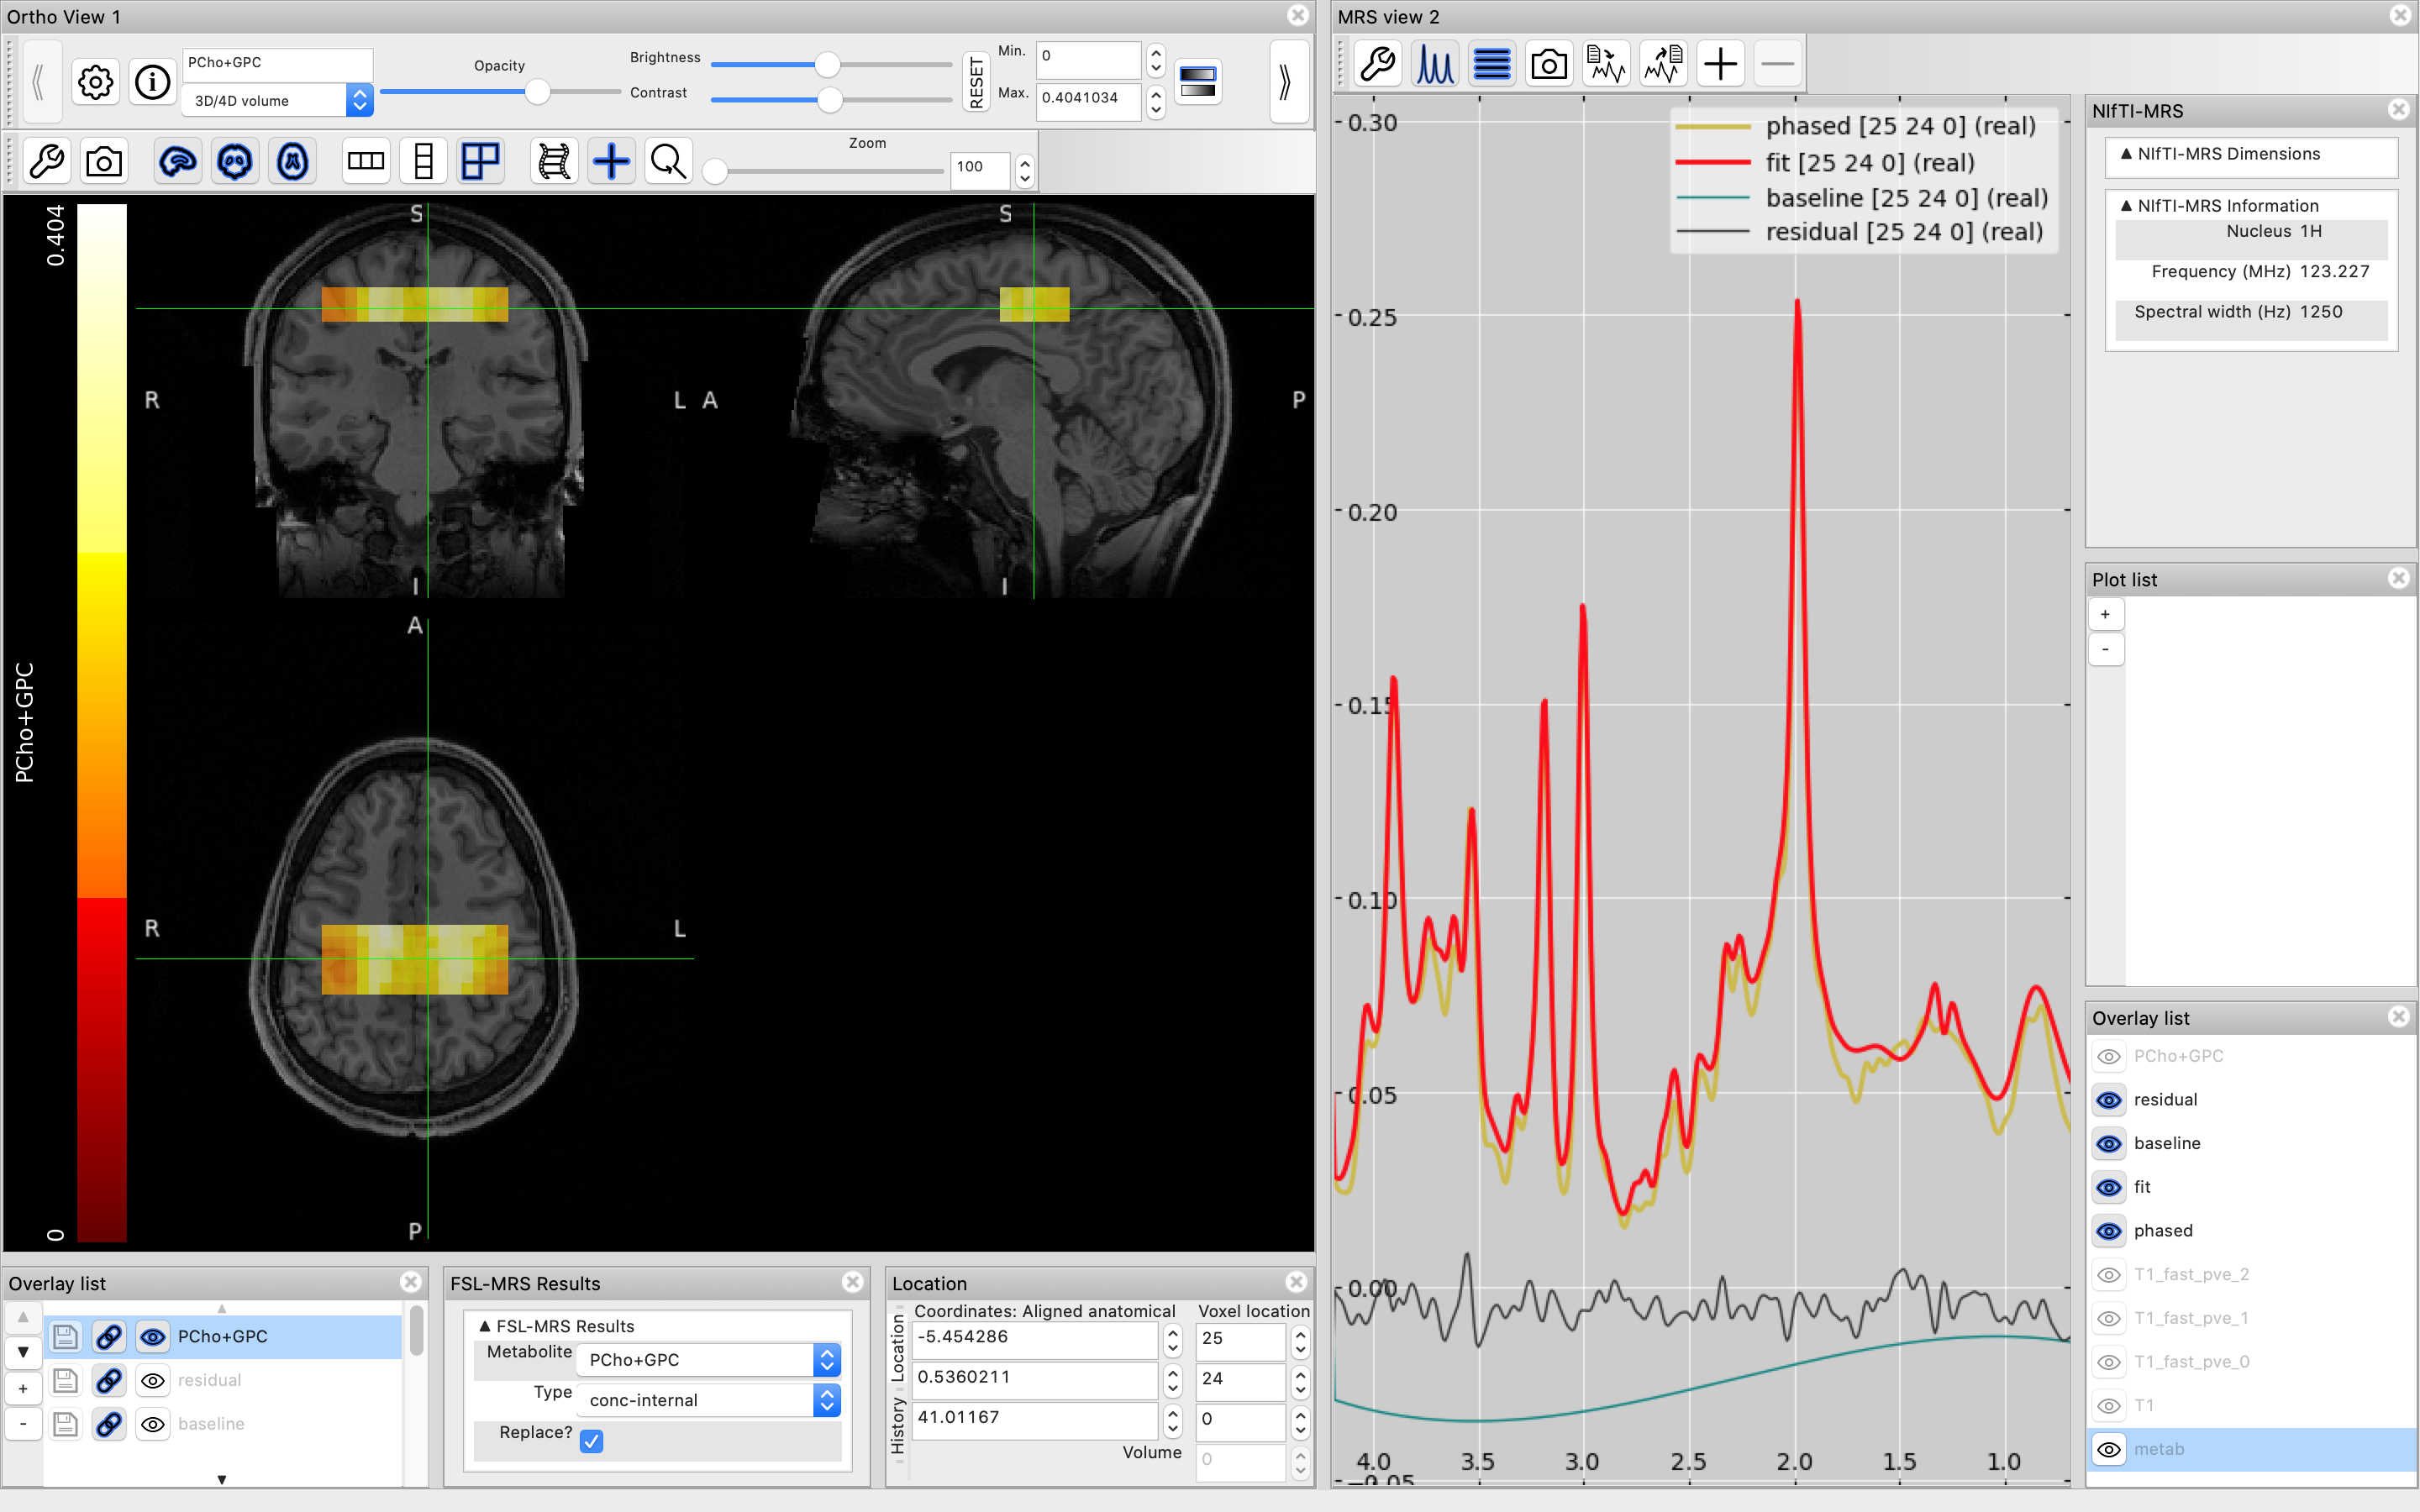 Ortho View 1
PCho+GPC
3D/4D volume
Opacity
Brightness
Contrast
RESET
Min.
0
Max.
0.4041034
Zoom
100
0.404
PCho+GPC
0
S
R
L
I
S
A
P
I
A
R
L
P
Overlay list
PCho+GPC
residual
baseline
+
-
FSL-MRS Results
FSL-MRS Results
Metabolite PCho+GPC
Type conc-internal
Replace?
Location
History Location
Coordinates: Aligned anatomical Voxel location
-5.454286 25
0.5360211 24
41.01167 0
Volume 0
MRS view 2
phased [25 24 0] (real)
fit [25 24 0] (real)
baseline [25 24 0] (real)
residual [25 24 0] (real)
0.30
0.25
0.20
0.15
0.10
0.05
0.00
−0.05
4.0 3.5 3.0 2.5 2.0 1.5 1.0
NIfTI-MRS
NIfTI-MRS Dimensions
NIfTI-MRS Information
Nucleus 1H
Frequency (MHz) 123.227
Spectral width (Hz) 1250
Plot list
+
-
Overlay list
PCho+GPC
residual
baseline
fit
phased
T1_fast_pve_2
T1_fast_pve_1
T1_fast_pve_0
T1
metab